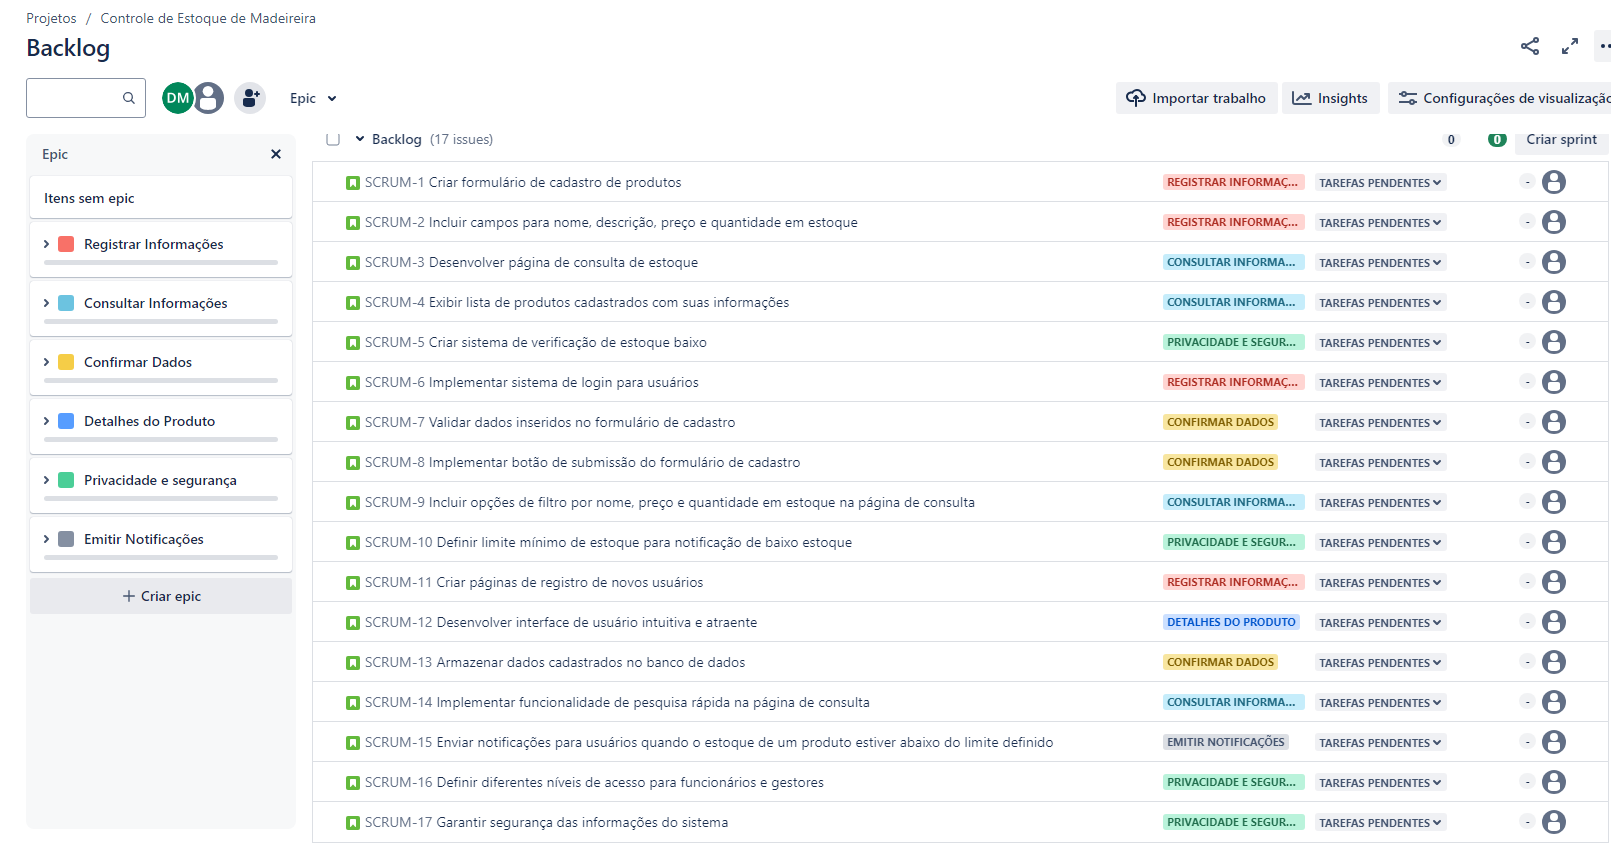 Projetos / Controle de Estoque de Madeireira
Backlog
DM
Epic
Importar trabalho
Insights
Configurações de visualização
Epic
Itens sem epic
Registrar Informações
Consultar Informações
Confirmar Dados
Detalhes do Produto
Privacidade e segurança
Emitir Notificações
+ Criar epic
Backlog (17 issues) 0 0 Criar sprint
SCRUM-1 Criar formulário de cadastro de produtos REGISTRAR INFORMAÇ... TAREFAS PENDENTES -
SCRUM-2 Incluir campos para nome, descrição, preço e quantidade em estoque REGISTRAR INFORMAÇ... TAREFAS PENDENTES -
SCRUM-3 Desenvolver página de consulta de estoque CONSULTAR INFORMA... TAREFAS PENDENTES -
SCRUM-4 Exibir lista de produtos cadastrados com suas informações CONSULTAR INFORMA... TAREFAS PENDENTES -
SCRUM-5 Criar sistema de verificação de estoque baixo PRIVACIDADE E SEGUR... TAREFAS PENDENTES -
SCRUM-6 Implementar sistema de login para usuários REGISTRAR INFORMAÇ... TAREFAS PENDENTES -
SCRUM-7 Validar dados inseridos no formulário de cadastro CONFIRMAR DADOS TAREFAS PENDENTES -
SCRUM-8 Implementar botão de submissão do formulário de cadastro CONFIRMAR DADOS TAREFAS PENDENTES -
SCRUM-9 Incluir opções de filtro por nome, preço e quantidade em estoque na página de consulta CONSULTAR INFORMA... TAREFAS PENDENTES -
SCRUM-10 Definir limite mínimo de estoque para notificação de baixo estoque PRIVACIDADE E SEGUR... TAREFAS PENDENTES -
SCRUM-11 Criar páginas de registro de novos usuários REGISTRAR INFORMAÇ... TAREFAS PENDENTES -
SCRUM-12 Desenvolver interface de usuário intuitiva e atraente DETALHES DO PRODUTO TAREFAS PENDENTES -
SCRUM-13 Armazenar dados cadastrados no banco de dados CONFIRMAR DADOS TAREFAS PENDENTES -
SCRUM-14 Implementar funcionalidade de pesquisa rápida na página de consulta CONSULTAR INFORMA... TAREFAS PENDENTES -
SCRUM-15 Enviar notificações para usuários quando o estoque de um produto estiver abaixo do limite definido EMITIR NOTIFICAÇÕES TAREFAS PENDENTES -
SCRUM-16 Definir diferentes níveis de acesso para funcionários e gestores PRIVACIDADE E SEGUR... TAREFAS PENDENTES -
SCRUM-17 Garantir segurança das informações do sistema PRIVACIDADE E SEGUR... TAREFAS PENDENTES -